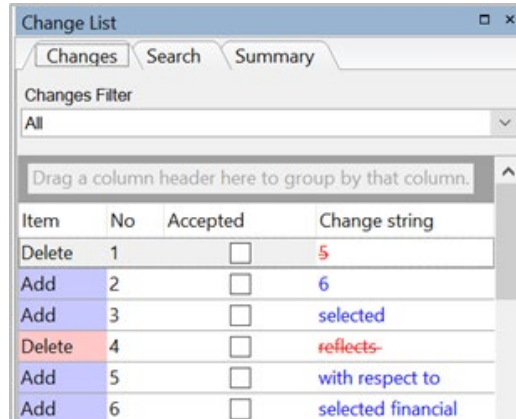 Change List
Changes Search Summary
Changes Filter
All
Drag a column header here to group by that column.
Item No Accepted Change string
Delete 1 5
Add 2 6
Add 3 selected
Delete 4 reflects
Add 5 with respect to
Add 6 selected financial